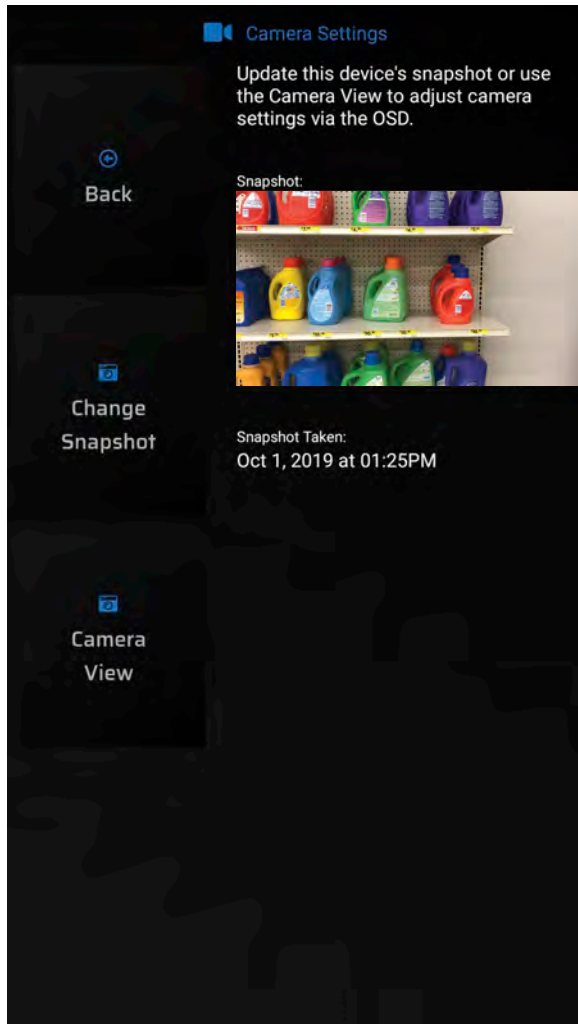 Camera Settings
Update this device's snapshot or use
the Camera View to adjust camera
settings via the OSD.
Back
Snapshot:
Change
Snapshot
Snapshot Taken:
Oct 1, 2019 at 01:25PM
Camera
View